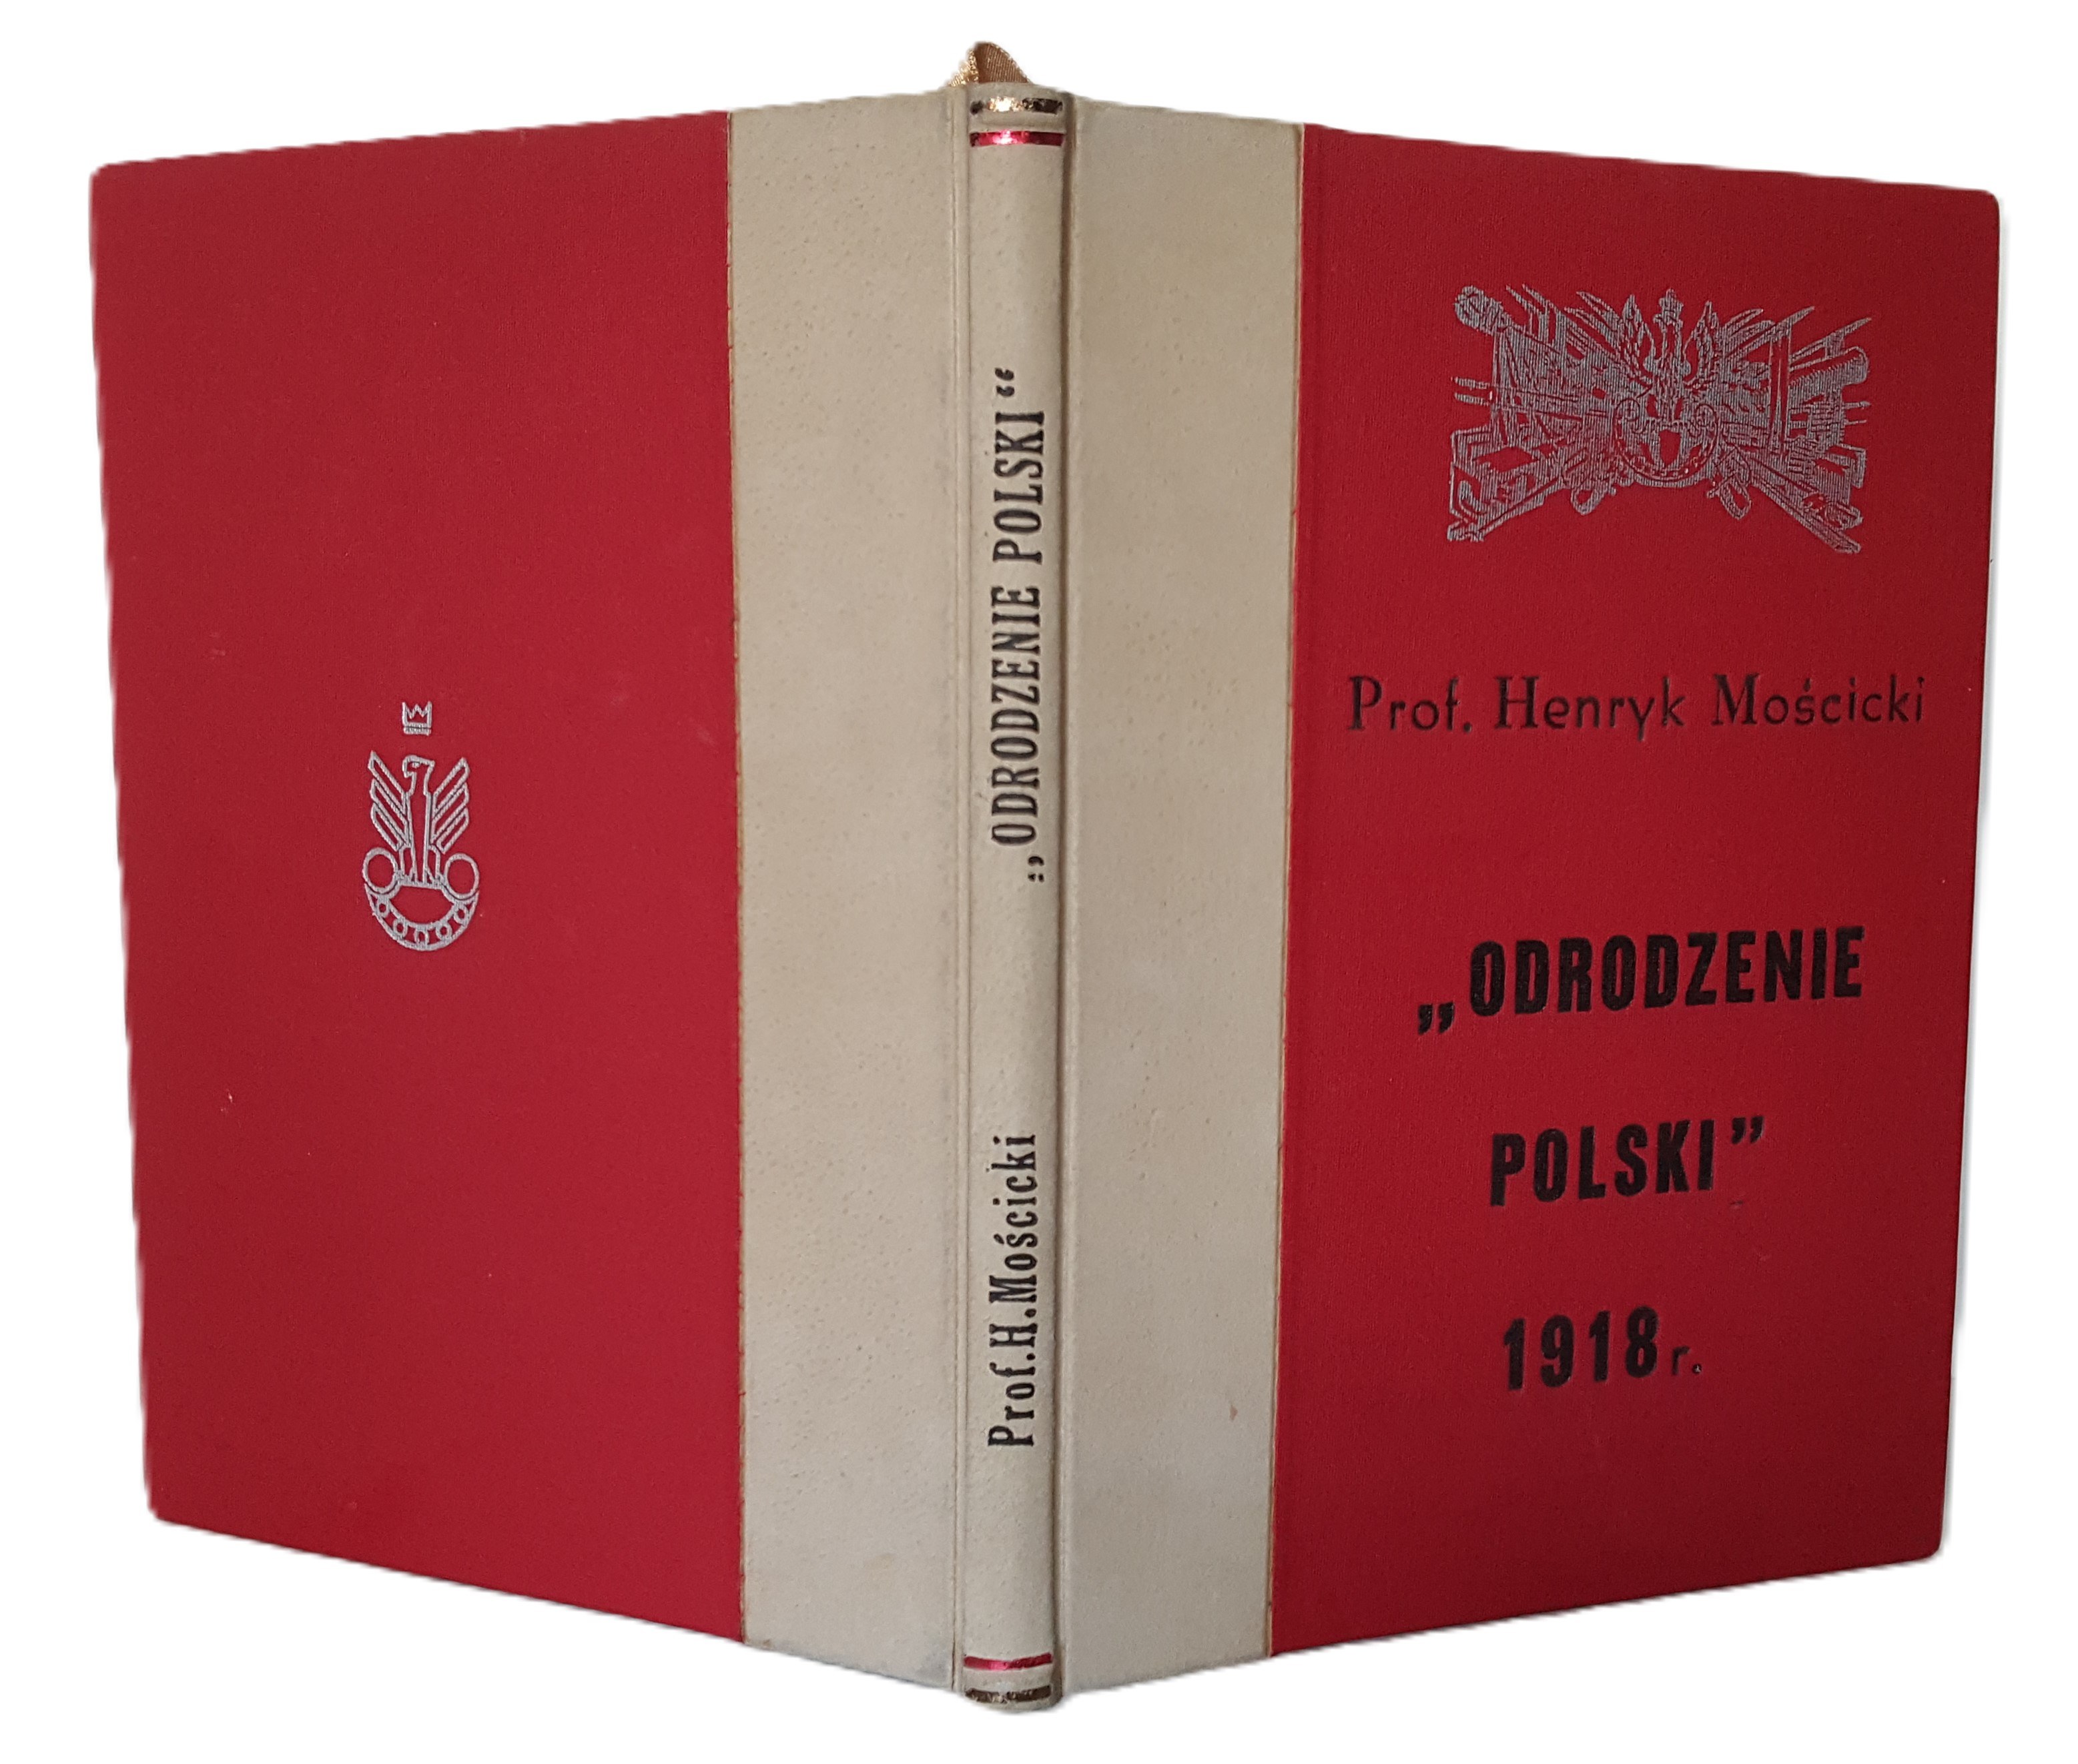 „ODRODZENIE POLSKI“
Prof.H.Mościcki
Prof. Henryk Mościcki
„ODRODZENIE
POLSKI”
1918 r.